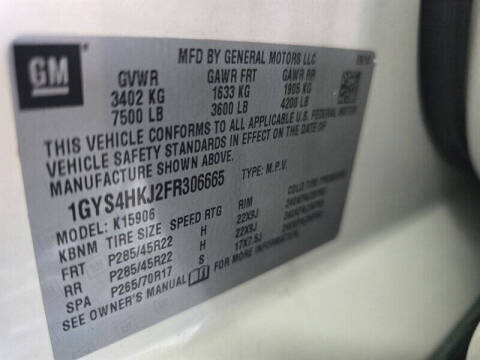 GM
MFD BY GENERAL MOTORS LLC
GVWR GAWR FRT GAWR RR
3402 KG 1633 KG 1905 KG
7500 LB 3600 LB 4200 LB
THIS VEHICLE CONFORMS TO ALL APPLICABLE U.S. FEDERAL MOTOR
VEHICLE SAFETY STANDARDS IN EFFECT ON THE DATE OF
MANUFACTURE SHOWN ABOVE.
1GYS4HKJ2FR306665 TYPE: M.P.V.
MODEL: K15906
KBNM TIRE SIZE SPEED RTG RIM COLD TIRE PRESSURE
FRT P285/45R22 H 22X9J
RR P285/45R22 H 22X9J
SPA P265/70R17 S 17X7.5J
SEE OWNER'S MANUAL FOR MORE INFORMATION